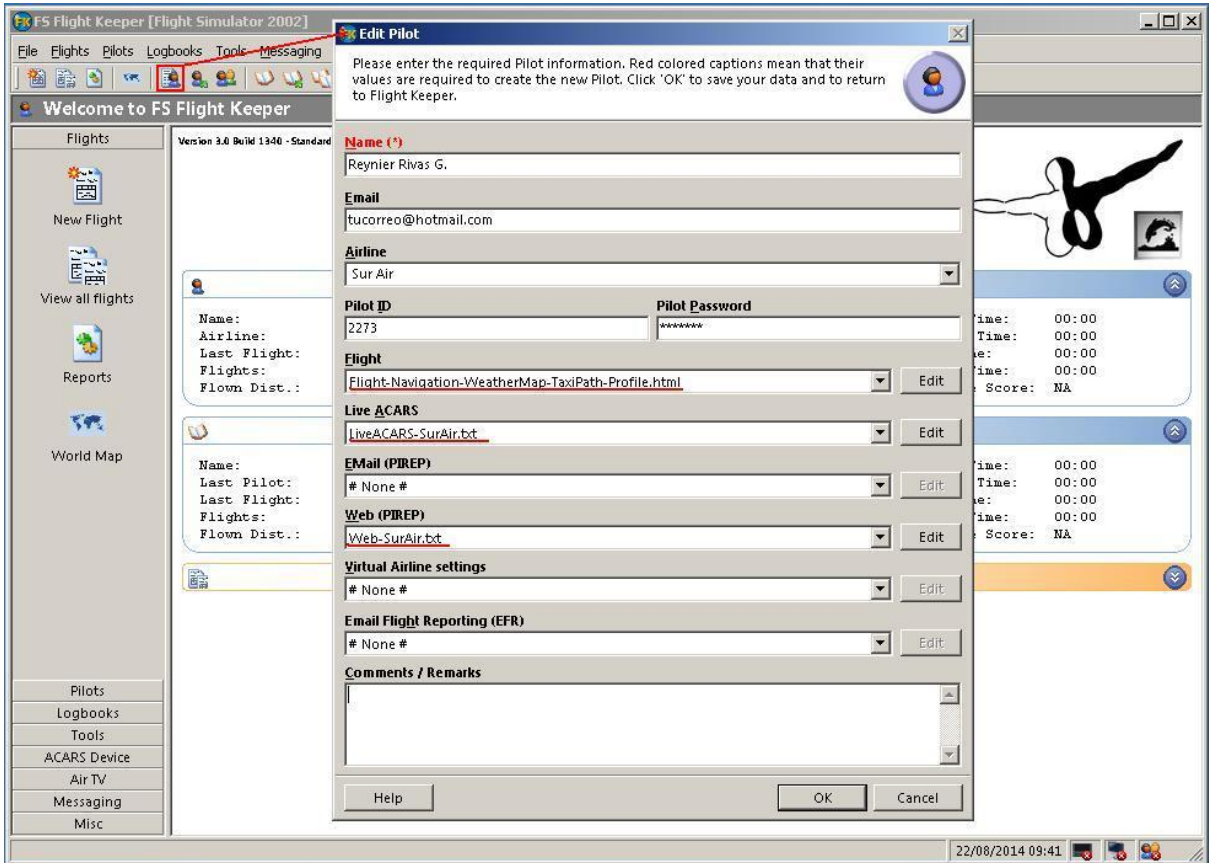 FS Flight Keeper [Flight Simulator 2002]
File Flights Pilots Logbooks Tools Messaging
Welcome to FS Flight Keeper
Flights
New Flight
View all flights
Reports
World Map
Pilots
Logbooks
Tools
ACARS Device
Air TV
Messaging
Misc
Version 3.0 Build 1340 - Standard
Name:
Airline:
Last Flight:
Flights:
Flown Dist.:
ime: 00:00
Time: 00:00
e: 00:00
ime: 00:00
Score: NA
Name:
Last Pilot:
Last Flight:
Flights:
Flown Dist.:
ime: 00:00
Time: 00:00
e: 00:00
ime: 00:00
Score: NA
Edit Pilot
Please enter the required Pilot information. Red colored captions mean that their
values are required to create the new Pilot. Click 'OK' to save your data and to return
to Flight Keeper.
Name (*)
Reynier Rivas G.
Email
tucorreo@hotmail.com
Airline
Sur Air
Pilot ID Pilot Password
2273 *******
Flight
Flight-Navigation-WeatherMap-TaxiPath-Profile.html Edit
Live ACARS
LiveACARS-SurAir.txt Edit
EMail (PIREP)
# None # Edit
Web (PIREP)
Web-SurAir.txt Edit
Virtual Airline settings
# None # Edit
Email Flight Reporting (EFR)
# None # Edit
Comments / Remarks
Help OK Cancel
22/08/2014 09:41